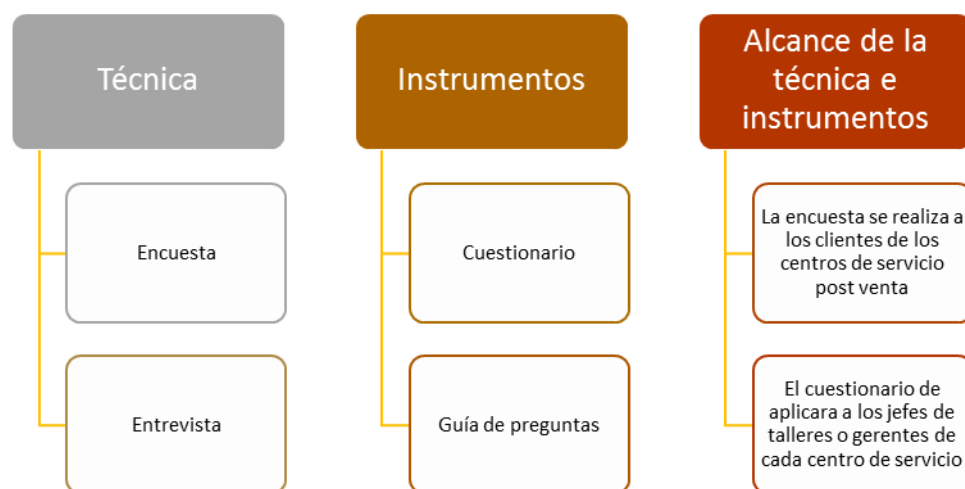 Técnica
Encuesta
Entrevista
Instrumentos
Cuestionario
Guía de preguntas
Alcance de la
técnica e
instrumentos
La encuesta se realiza a
los clientes de los
centros de servicio
post venta
El cuestionario de
aplicara a los jefes de
talleres o gerentes de
cada centro de servicio